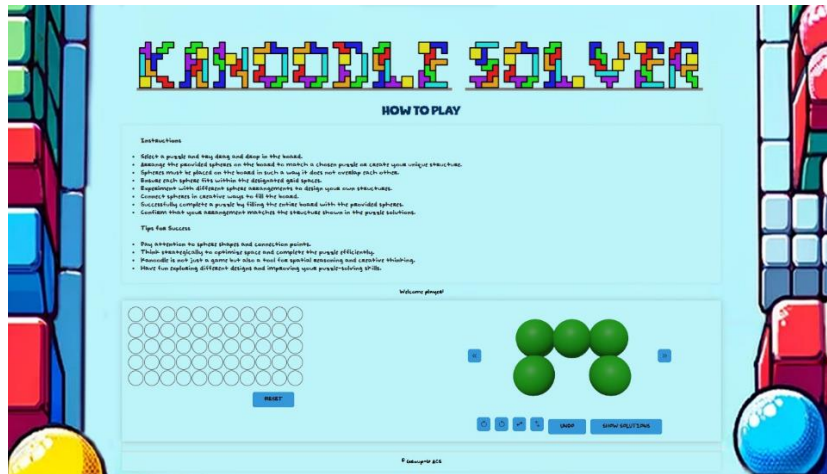 KANOODLE SOLVER
HOW TO PLAY
Instructions
Select a puzzle and try drag and drop in the board.
Arrange the provided spheres on the board to match a chosen puzzle or create your unique structure.
Spheres must be placed on the board in such a way it does not overlap each other.
Ensure each sphere fits within the designated grid spaces.
Experiment with different sphere arrangements to design your own structures.
Connect spheres in creative ways to fill the board.
Successfully complete a puzzle by filling the entire board with the provided spheres.
Confirm that your arrangement matches the structure shown in the puzzle solutions.
Tips for Success
Pay attention to sphere shapes and connection points.
Think strategically to optimize space and complete the puzzle efficiently.
Kanoodle is not just a game but also a tool for spatial reasoning and creative thinking.
Have fun exploring different designs and improving your puzzle-solving skills.
Welcome player!
RESET
UNDO
SHOW SOLUTIONS